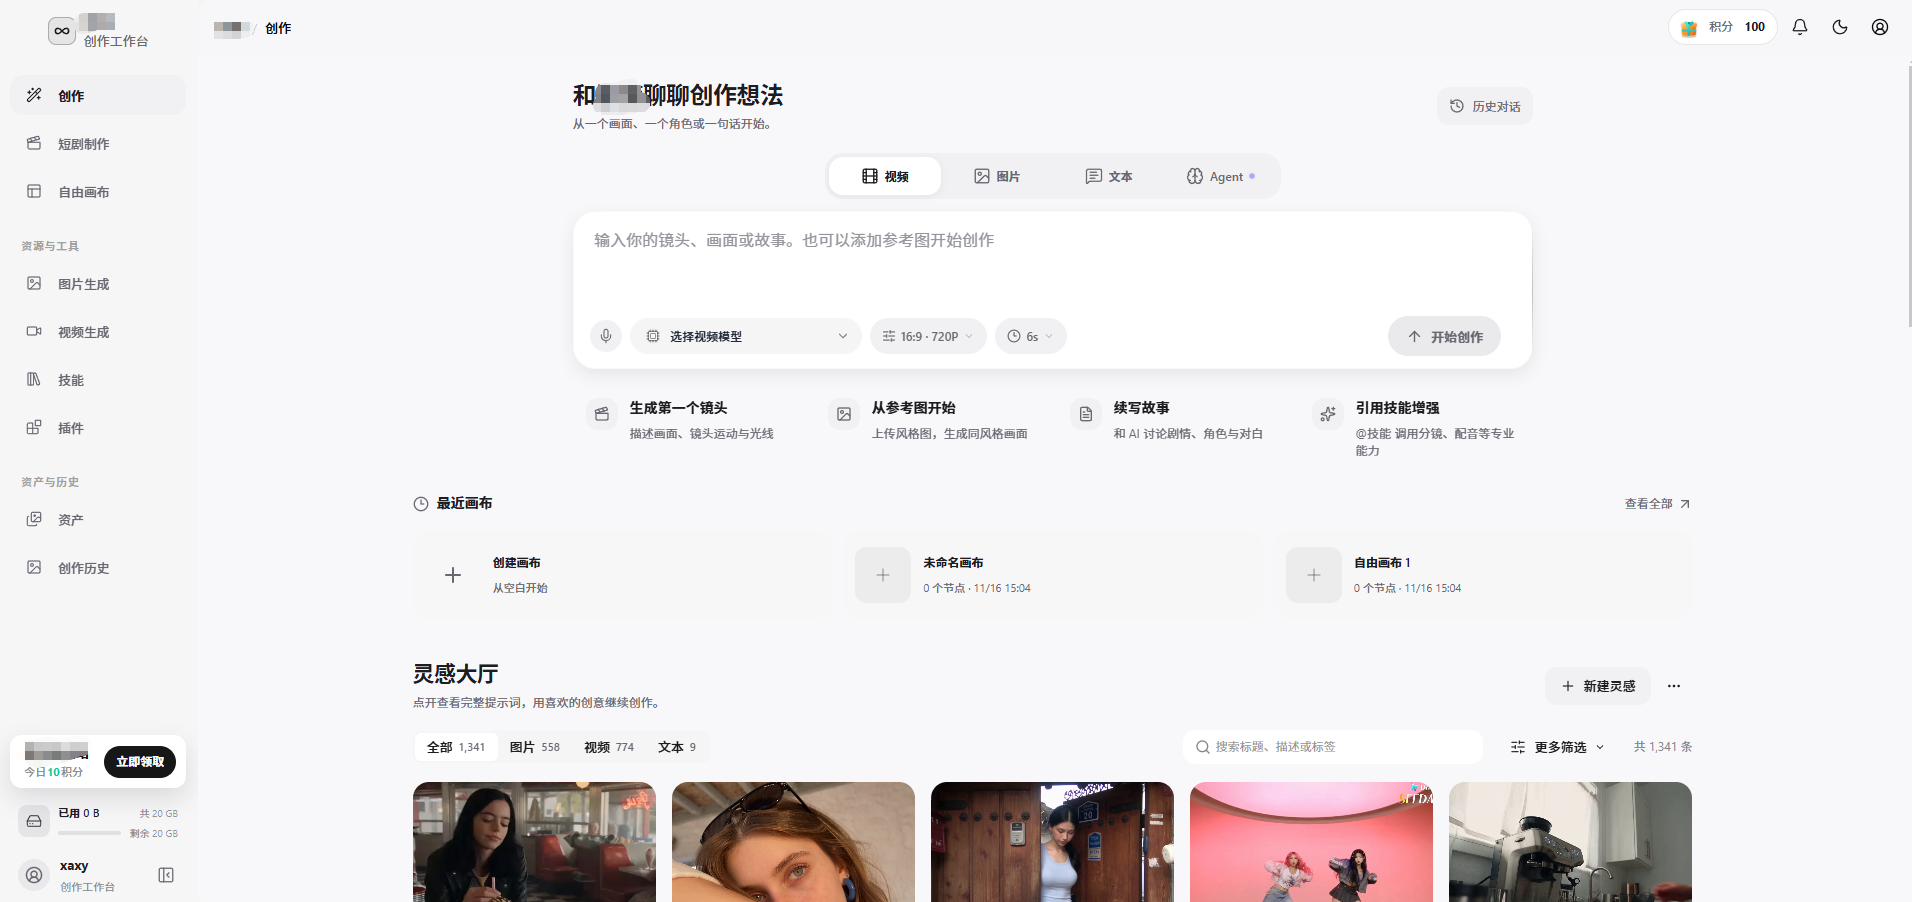 创作工作台
创作
短剧制作
自由画布
资源与工具
图片生成
视频生成
技能
插件
资产与历史
资产
创作历史
今日10积分
立即领取
已用 0 B
共 20 GB
剩余 20 GB
xaxy
创作工作台
/ 创作
积分 100
和
聊聊创作想法
从一个画面、一个角色或一句话开始。
历史对话
视频
图片
文本
Agent
输入你的镜头、画面或故事。也可以添加参考图开始创作
选择视频模型
16:9 · 720P
6s
开始创作
生成第一个镜头
描述画面、镜头运动与光线
从参考图开始
上传风格图，生成同风格画面
续写故事
和 AI 讨论剧情、角色与对白
引用技能增强
@技能 调用分镜、配音等专业
能力
最近画布
查看全部
创建画布
从空白开始
未命名画布
0 个节点 · 11/16 15:04
自由画布 1
0 个节点 · 11/16 15:04
灵感大厅
点开查看完整提示词，用喜欢的创意继续创作。
新建灵感
全部 1,341
图片 558
视频 774
文本 9
搜索标题、描述或标签
更多筛选
共 1,341 条
20